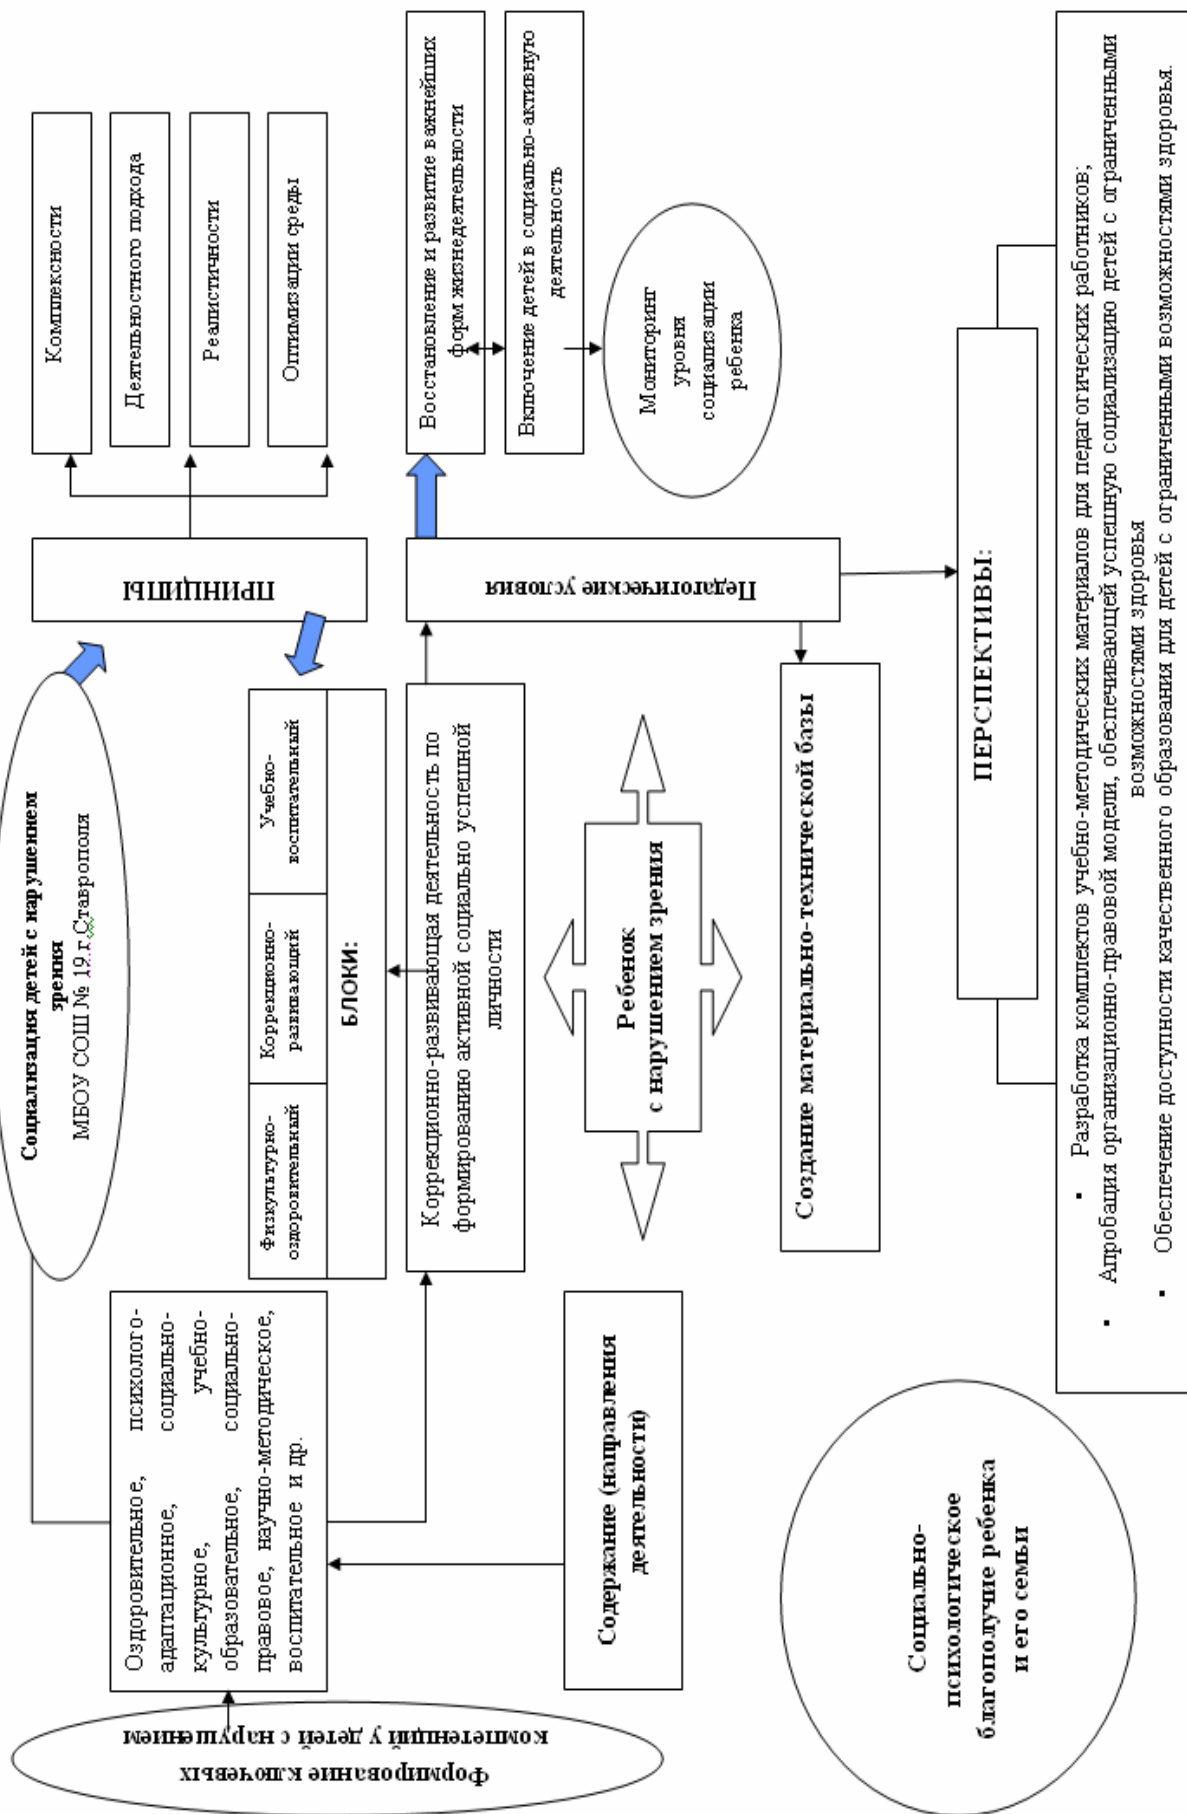 Социализация детей с нарушением
зрения
МБОУ СОШ № 19 г.Ставрополя
ПРИНЦИПЫ
Комплексности
Деятельностного подхода
Реалистичности
Оптимизации среды
Формирование ключевых
компетенций у детей с нарушением
Оздоровительное, психолого-
адаптационное, социально-
культурное, учебно-
образовательное, социально-
правовое, научно-методическое,
воспитательное и др.
Физкультурно-
оздоровительный
Коррекционно-
развивающий
Учебно-
воспитательный
БЛОКИ:
Коррекционно-развивающая деятельность по
формированию активной социально успешной
личности
Педагогические условия
Восстановление и развитие важнейших
форм жизнедеятельности
Включение детей в социально-активную
деятельность
Мониторинг
уровня
социализации
ребенка
Содержание (направления
деятельности)
Ребенок
с нарушением зрения
Создание материально-технической базы
Социально-
психологическое
благополучие ребенка
и его семьи
ПЕРСПЕКТИВЫ:
▪ Разработка комплектов учебно-методических материалов для педагогических работников;
▪ Апробация организационно-правовой модели, обеспечивающей успешную социализацию детей с ограниченными
возможностями здоровья
▪ Обеспечение доступности качественного образования для детей с ограниченными возможностями здоровья.